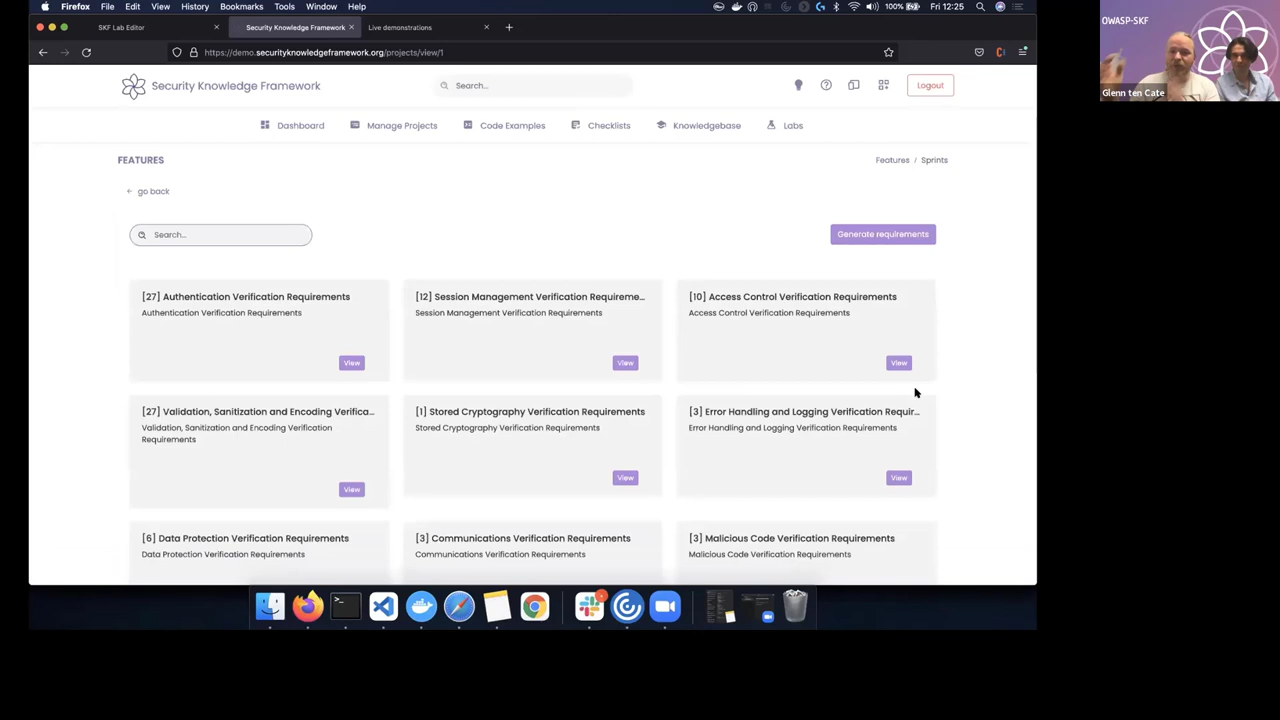 Firefox File Edit View History Bookmarks Tools Window Help 100% Fri 12:25
SKF Lab Editor Security Knowledge Framework Live demonstrations
https://demo.securityknowledgeframework.org/projects/view/1
OWASP-SKF
Glenn ten Cate
Security Knowledge Framework Search... Logout
Dashboard Manage Projects Code Examples Checklists Knowledgebase Labs
FEATURES Features / Sprints
← go back
Search... Generate requirements
[27] Authentication Verification Requirements
Authentication Verification Requirements
View
[12] Session Management Verification Requireme...
Session Management Verification Requirements
View
[10] Access Control Verification Requirements
Access Control Verification Requirements
View
[27] Validation, Sanitization and Encoding Verifica...
Validation, Sanitization and Encoding Verification
Requirements
View
[1] Stored Cryptography Verification Requirements
Stored Cryptography Verification Requirements
View
[3] Error Handling and Logging Verification Requir...
Error Handling and Logging Verification Requirements
View
[6] Data Protection Verification Requirements
Data Protection Verification Requirements
[3] Communications Verification Requirements
Communications Verification Requirements
[3] Malicious Code Verification Requirements
Malicious Code Verification Requirements